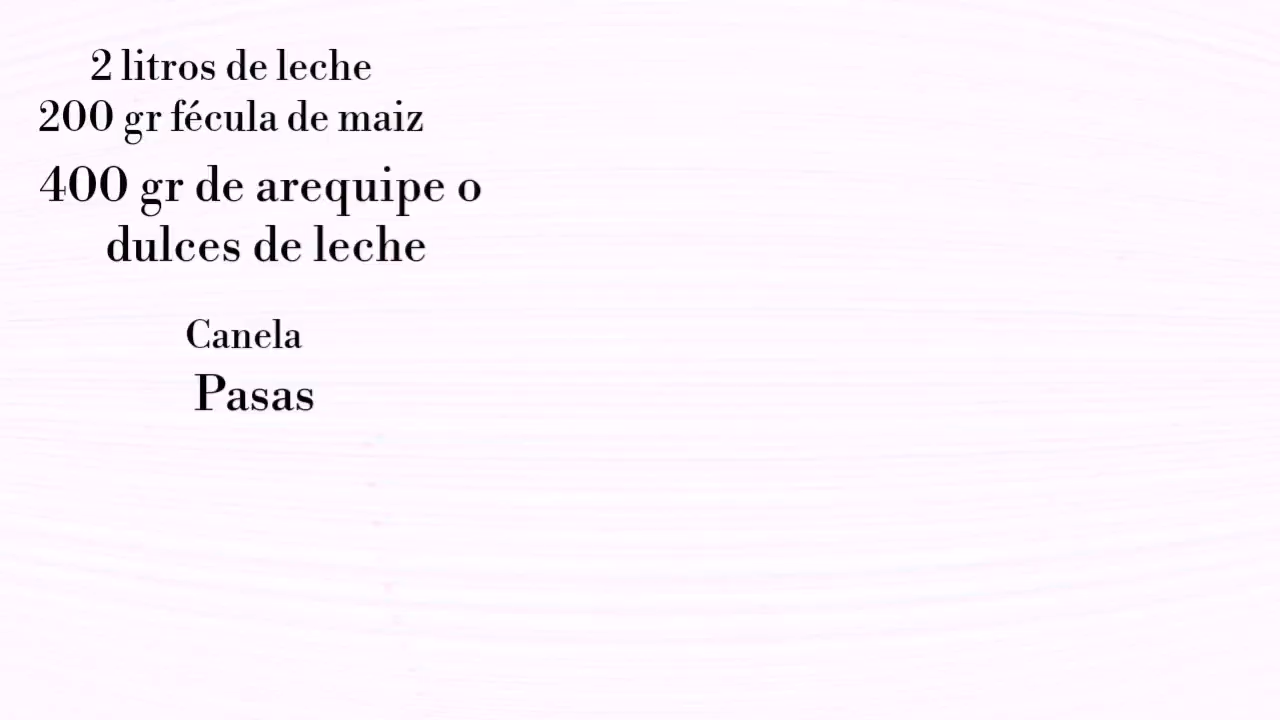 2 litros de leche
200 gr fécula de maiz
400 gr de arequipe o
dulces de leche
Canela
Pasas